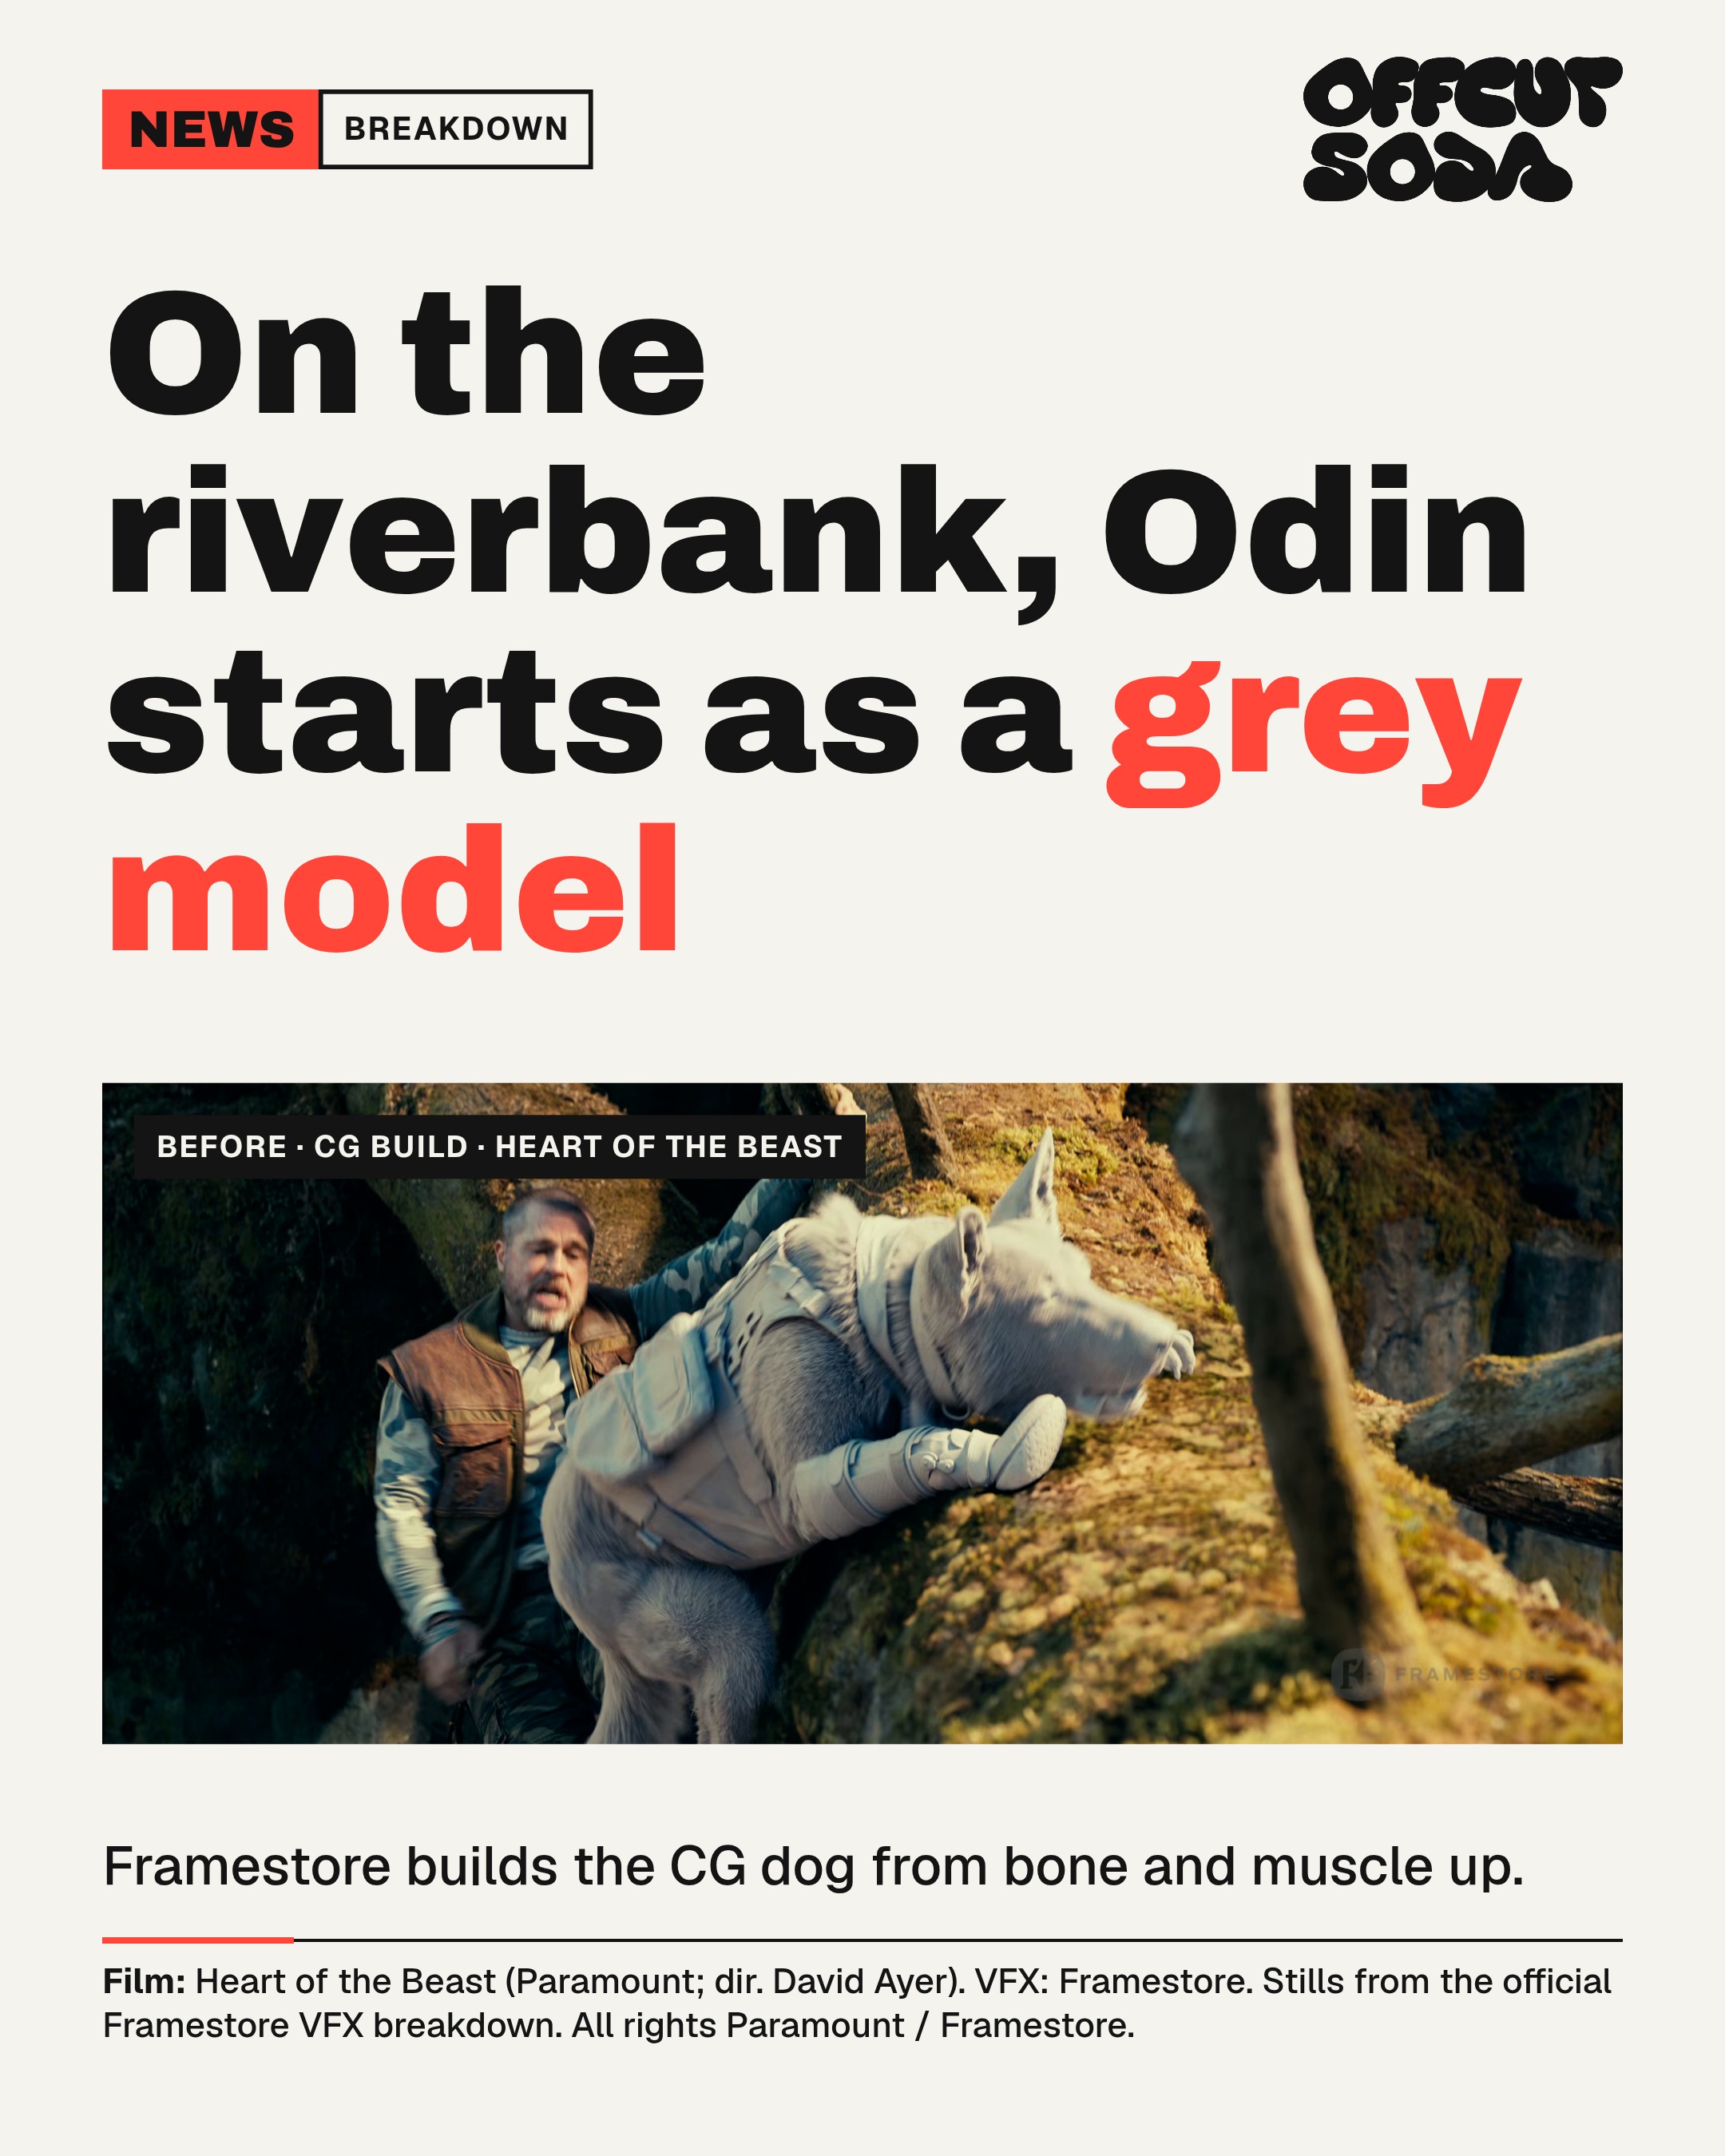 NEWS BREAKDOWN
OFFCUT
SODA
On the
riverbank, Odin
starts as a grey
model
BEFORE · CG BUILD · HEART OF THE BEAST
FRAMESTORE
Framestore builds the CG dog from bone and muscle up.
Film: Heart of the Beast (Paramount; dir. David Ayer). VFX: Framestore. Stills from the official
Framestore VFX breakdown. All rights Paramount / Framestore.